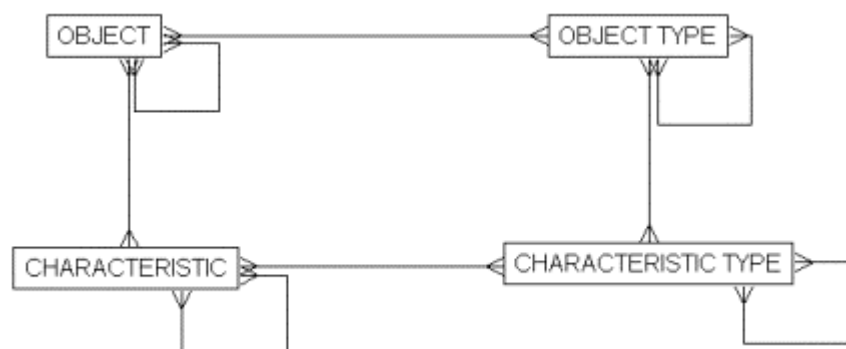 OBJECT
OBJECT TYPE
CHARACTERISTIC
CHARACTERISTIC TYPE